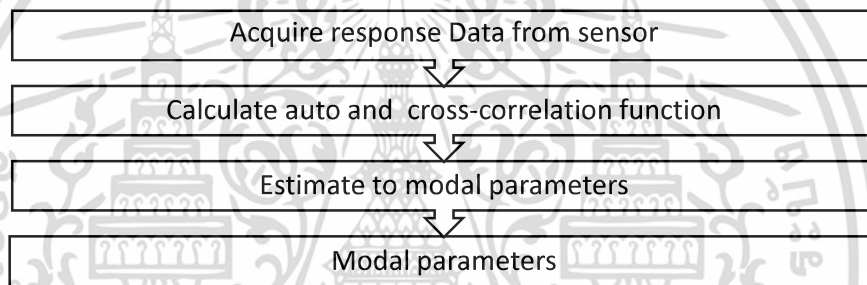 Acquire response Data from sensor
Calculate auto and cross-correlation function
Estimate to modal parameters
Modal parameters